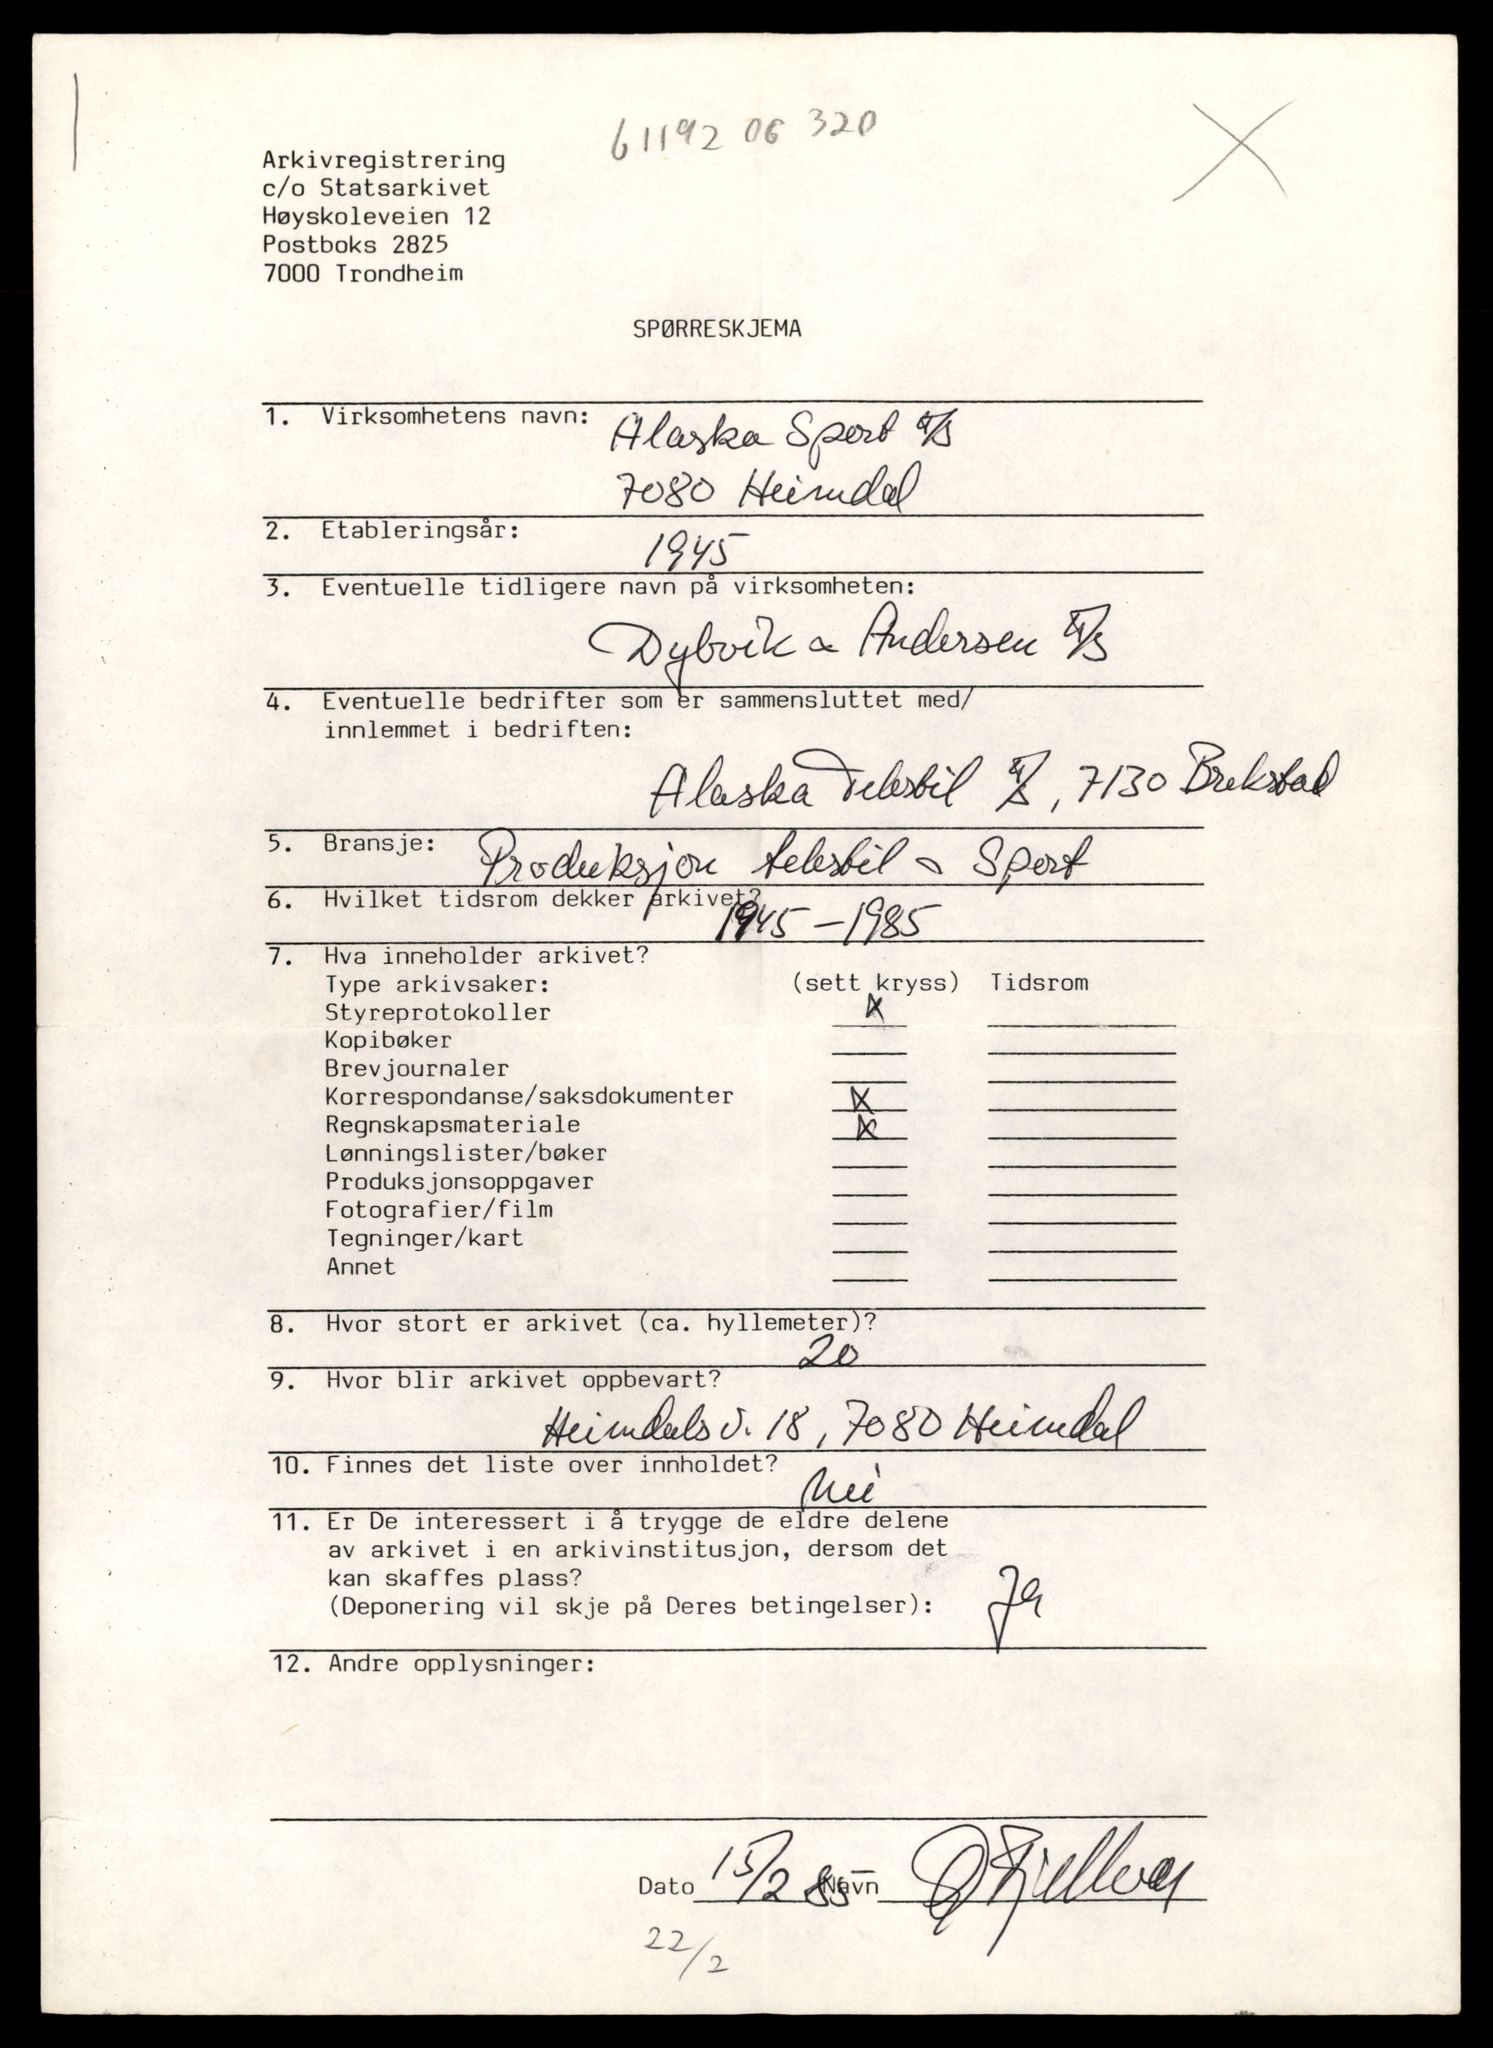 61192 06 320
Arkivregistrering
c/o Statsarkivet
Høyskoleveien 12
Postboks 2825
7000 Trondheim
SPØRRESKJEMA
1. Virksomhetens navn: Alaska Sport A/S
7080 Heimdal
2. Etableringsår: 1945
3. Eventuelle tidligere navn på virksomheten:
Dybvik & Andersen A/S
4. Eventuelle bedrifter som er sammensluttet med/
innlemmet i bedriften:
Alaska Tekstil A/S, 7130 Brekstad
5. Bransje: Produksjon tekstil & Sport
6. Hvilket tidsrom dekker arkivet? 1945-1985
7. Hva inneholder arkivet?
Type arkivsaker: (sett kryss) Tidsrom
Styreprotokoller X
Kopibøker
Brevjournaler
Korrespondanse/saksdokumenter X
Regnskapsmateriale X
Lønningslister/bøker
Produksjonsoppgaver
Fotografier/film
Tegninger/kart
Annet
8. Hvor stort er arkivet (ca. hyllemeter)?
20
9. Hvor blir arkivet oppbevart?
Heimdalsv. 18, 7080 Heimdal
10. Finnes det liste over innholdet? Nei
11. Er De interessert i å trygge de eldre delene
av arkivet i en arkivinstitusjon, dersom det
kan skaffes plass?
(Deponering vil skje på Deres betingelser): Ja
12. Andre opplysninger:
Dato 15/2 85 Navn
22/2